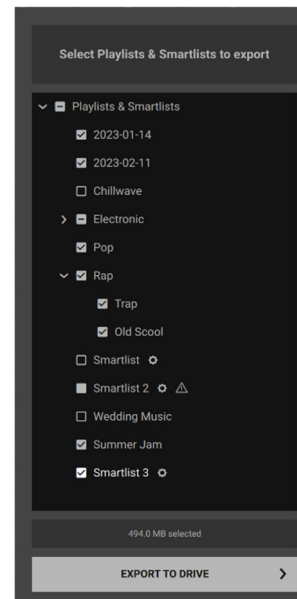 Select Playlists & Smartlists to export
Playlists & Smartlists
2023-01-14
2023-02-11
Chillwave
Electronic
Pop
Rap
Trap
Old Scool
Smartlist
Smartlist 2
Wedding Music
Summer Jam
Smartlist 3
494.0 MB selected
EXPORT TO DRIVE